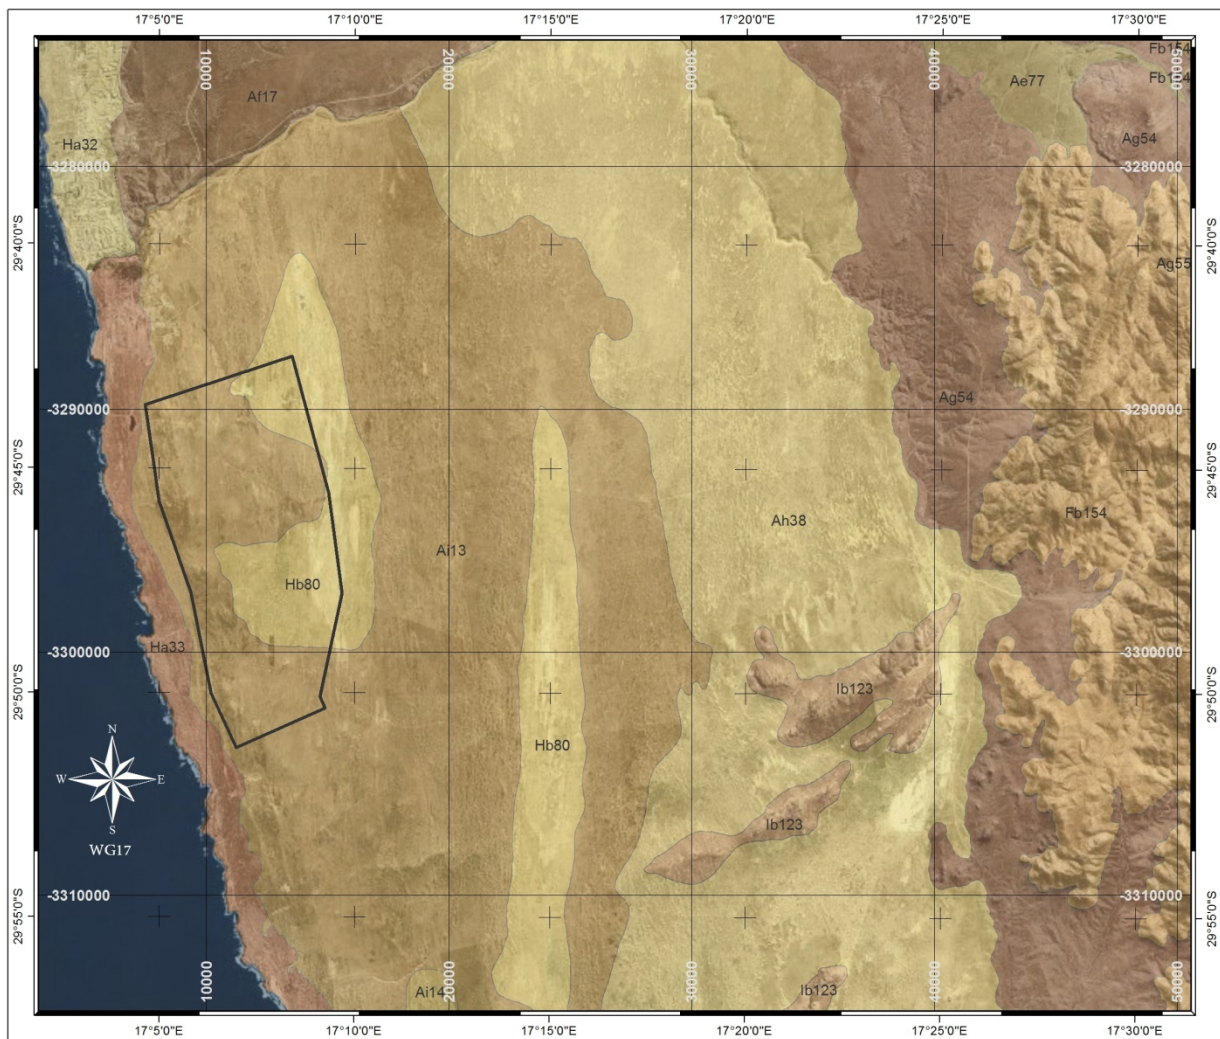 17°5'0"E 17°10'0"E 17°15'0"E 17°20'0"E 17°25'0"E 17°30'0"E
10000 20000 30000 40000 50000
Fb154
Fb154
Ae77
Af17
Ag54
Ha32
-3280000 -3280000
29°40'0"S 29°40'0"S
Ag55
Ag54
-3290000 -3290000
29°45'0"S 29°45'0"S
Fb154
Ah38
Ai13
Hb80
Ha33
-3300000 -3300000
29°50'0"S 29°50'0"S
Ib123
Hb80
N
W E
S
WG17
Ib123
-3310000 -3310000
29°55'0"S 29°55'0"S
Ai14
Ib123
10000 20000 30000 40000 50000
17°5'0"E 17°10'0"E 17°15'0"E 17°20'0"E 17°25'0"E 17°30'0"E